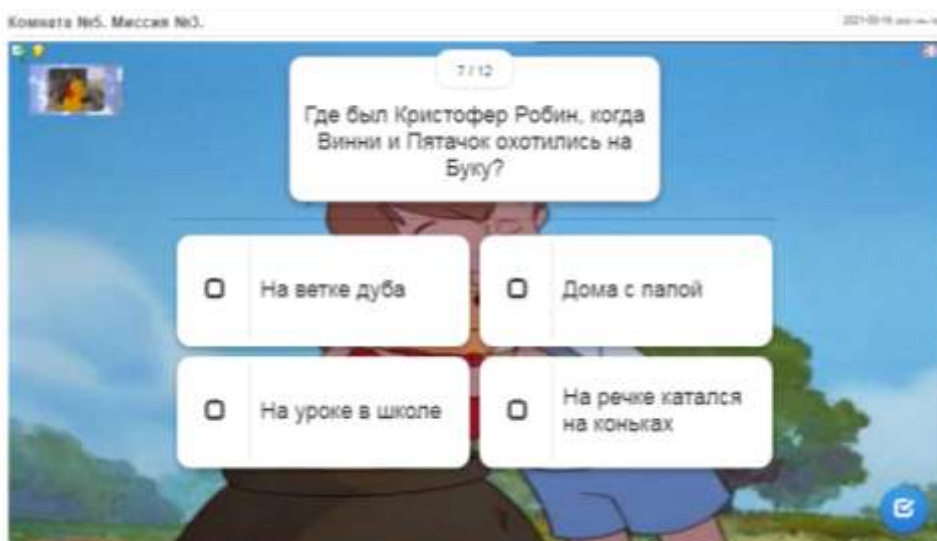 Комната №5. Миссия №3.
7 / 12
Где был Кристофер Робин, когда
Винни и Пятачок охотились на
Буку?
На ветке дуба
Дома с папой
На уроке в школе
На речке катался
на коньках